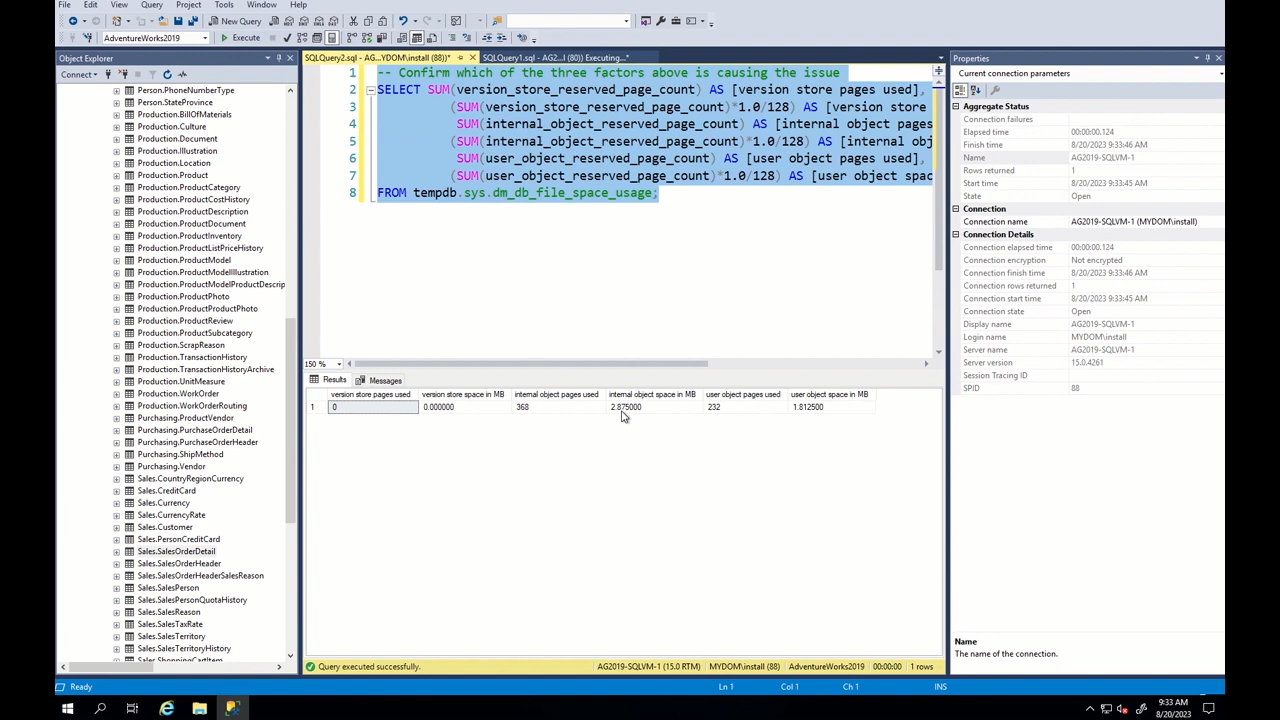 File Edit View Query Project Tools Window Help
New Query
AdventureWorks2019 Execute
Object Explorer
Connect
Person.PhoneNumberType
Person.StateProvince
Production.BillOfMaterials
Production.Culture
Production.Document
Production.Illustration
Production.Location
Production.Product
Production.ProductCategory
Production.ProductCostHistory
Production.ProductDescription
Production.ProductDocument
Production.ProductInventory
Production.ProductListPriceHistory
Production.ProductModel
Production.ProductModelIllustration
Production.ProductModelProductDescrip
Production.ProductPhoto
Production.ProductProductPhoto
Production.ProductReview
Production.ProductSubcategory
Production.ScrapReason
Production.TransactionHistory
Production.TransactionHistoryArchive
Production.UnitMeasure
Production.WorkOrder
Production.WorkOrderRouting
Purchasing.ProductVendor
Purchasing.PurchaseOrderDetail
Purchasing.PurchaseOrderHeader
Purchasing.ShipMethod
Purchasing.Vendor
Sales.CountryRegionCurrency
Sales.CreditCard
Sales.Currency
Sales.CurrencyRate
Sales.Customer
Sales.PersonCreditCard
Sales.SalesOrderDetail
Sales.SalesOrderHeader
Sales.SalesOrderHeaderSalesReason
Sales.SalesPerson
Sales.SalesPersonQuotaHistory
Sales.SalesReason
Sales.SalesTaxRate
Sales.SalesTerritory
Sales.SalesTerritoryHistory
Sales.ShoppingCartItem
SQLQuery2.sql - AG...YDOM\install (88))* SQLQuery1.sql - AG2...l (80)) Executing...*
1 -- Confirm which of the three factors above is causing the issue
2 SELECT SUM(version_store_reserved_page_count) AS [version store pages used],
3 (SUM(version_store_reserved_page_count)*1.0/128) AS [version store
4 SUM(internal_object_reserved_page_count) AS [internal object pages
5 (SUM(internal_object_reserved_page_count)*1.0/128) AS [internal obj
6 SUM(user_object_reserved_page_count) AS [user object pages used],
7 (SUM(user_object_reserved_page_count)*1.0/128) AS [user object spac
8 FROM tempdb.sys.dm_db_file_space_usage;
150 %
Results Messages
version store pages used version store space in MB internal object pages used internal object space in MB user object pages used user object space in MB
1 0 0.000000 368 2.875000 232 1.812500
Query executed successfully. AG2019-SQLVM-1 (15.0 RTM) MYDOM\install (88) AdventureWorks2019 00:00:00 1 rows
Properties
Current connection parameters
Aggregate Status
Connection failures
Elapsed time 00:00:00.124
Finish time 8/20/2023 9:33:46 AM
Name AG2019-SQLVM-1
Rows returned 1
Start time 8/20/2023 9:33:45 AM
State Open
Connection
Connection name AG2019-SQLVM-1 (MYDOM\install)
Connection Details
Connection elapsed time 00:00:00.124
Connection encryption Not encrypted
Connection finish time 8/20/2023 9:33:46 AM
Connection rows returned 1
Connection start time 8/20/2023 9:33:45 AM
Connection state Open
Display name AG2019-SQLVM-1
Login name MYDOM\install
Server name AG2019-SQLVM-1
Server version 15.0.4261
Session Tracing ID
SPID 88
Name
The name of the connection.
Ready Ln 1 Col 1 Ch 1 INS
9:33 AM
8/20/2023